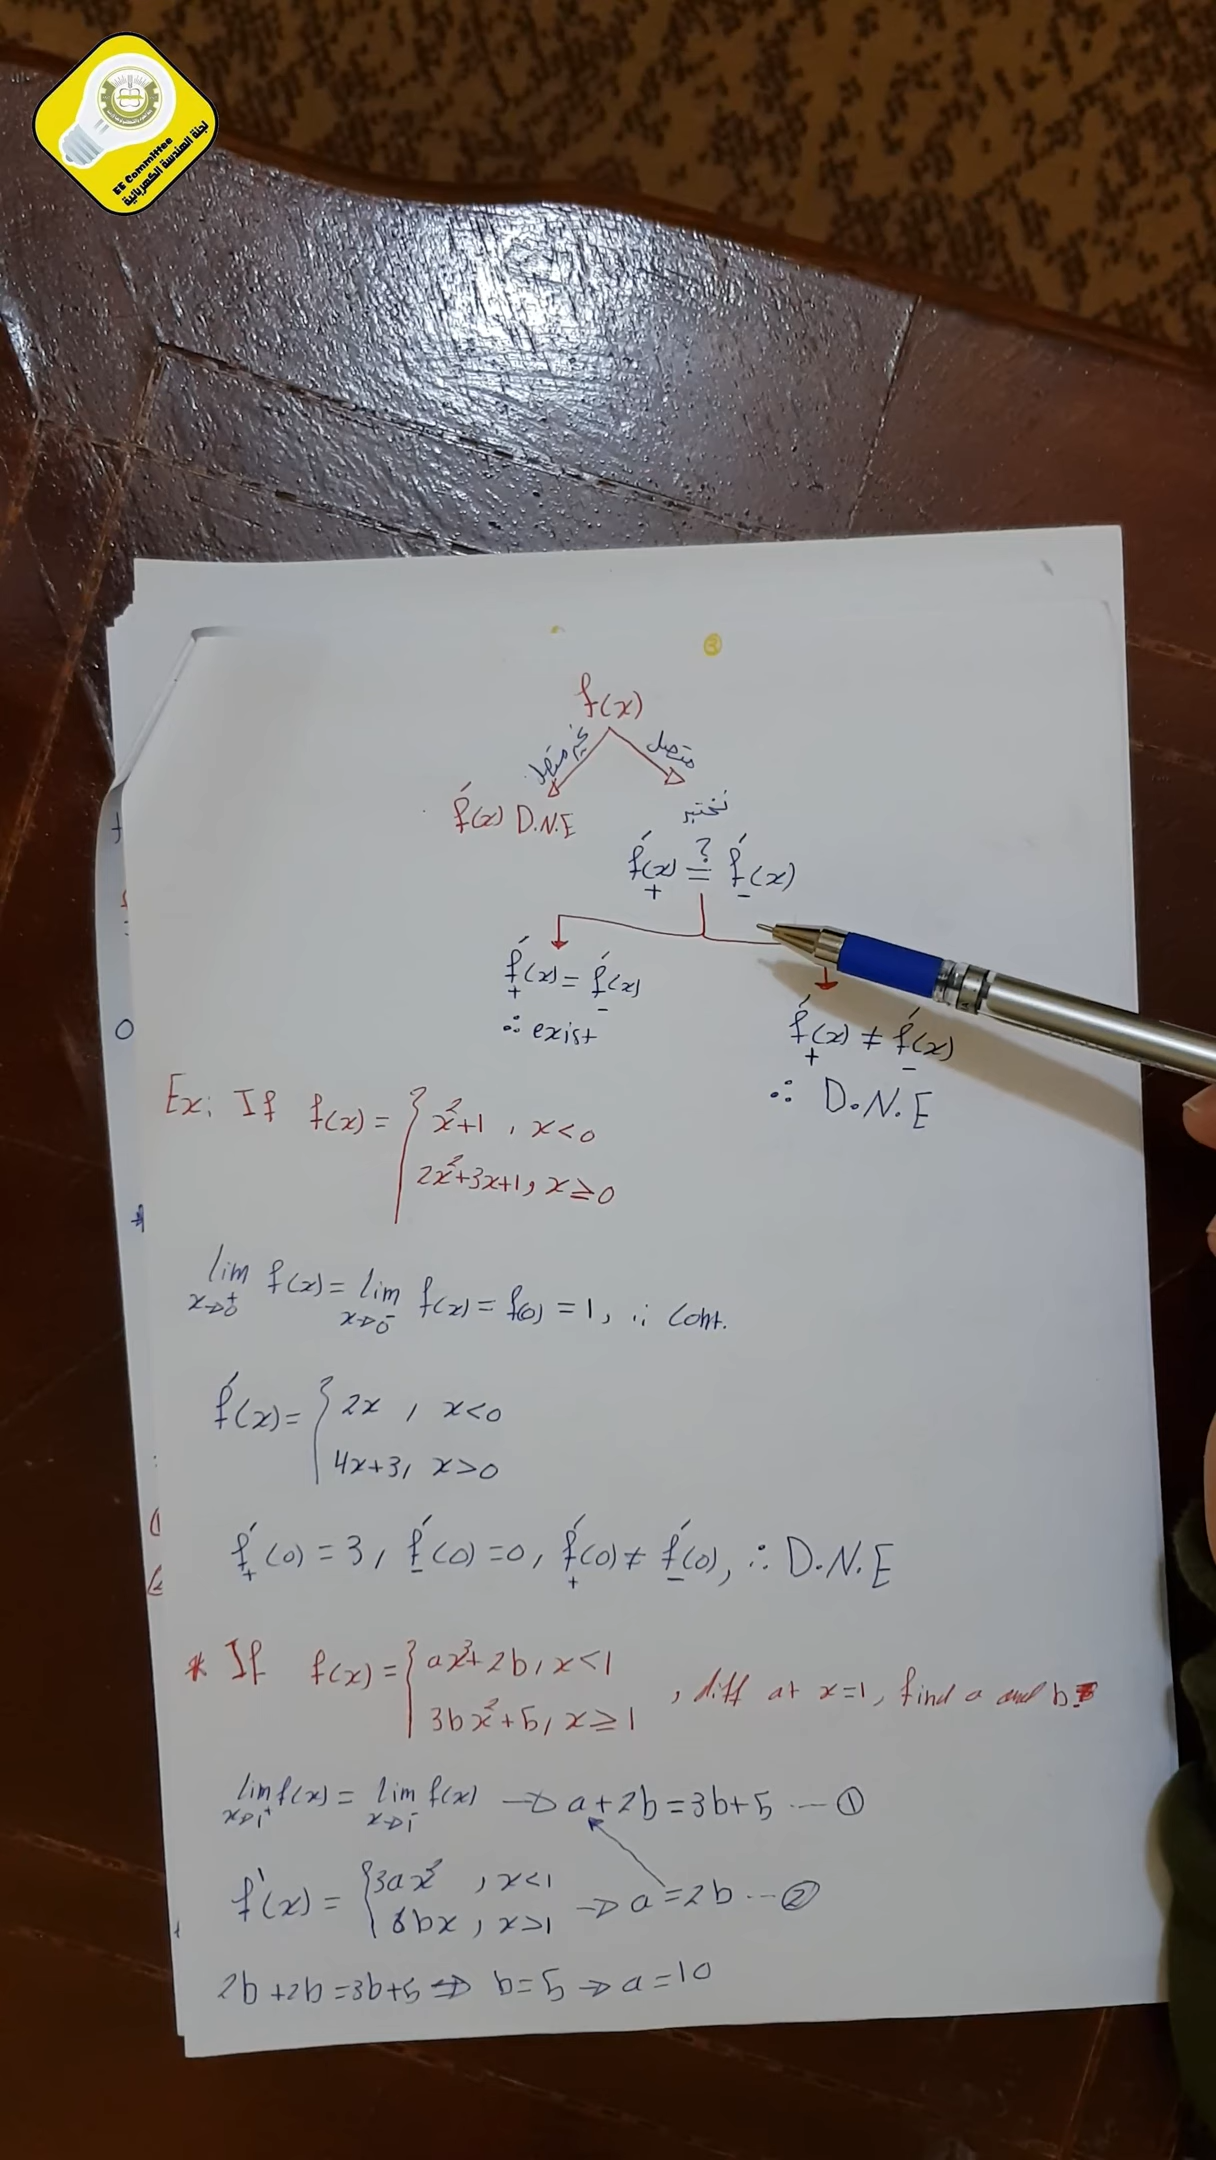 EE Committee
لجنة الهندسة الكهربائية
f(x)
غير متصل متصل
f́(x) D.N.E
نختبر
f́₊(x) ≟ f́₋(x)
f́₊(x) = f́₋(x)
∴ exist
f́₊(x) ≠ f́₋(x)
∴ D.N.E
Ex: If f(x) = { x²+1 , x<0
2x²+3x+1, x≥0
lim x→0⁺ f(x) = lim x→0⁻ f(x) = f(0) = 1, ∴ Cont.
f́(x) = { 2x , x<0
4x+3, x>0
f́₊(0) = 3, f́₋(0) = 0, f́₊(0) ≠ f́₋(0), ∴ D.N.E
* If f(x) = { ax³+2b, x<1
3bx²+5, x≥1 , diff at x=1, find a and b
lim x→1⁺ f(x) = lim x→1⁻ f(x) → a+2b=3b+5 --- ①
f'(x) = { 3ax² , x<1
6bx , x>1 → a=2b --- ②
2b+2b=3b+5 ⇒ b=5 → a=10